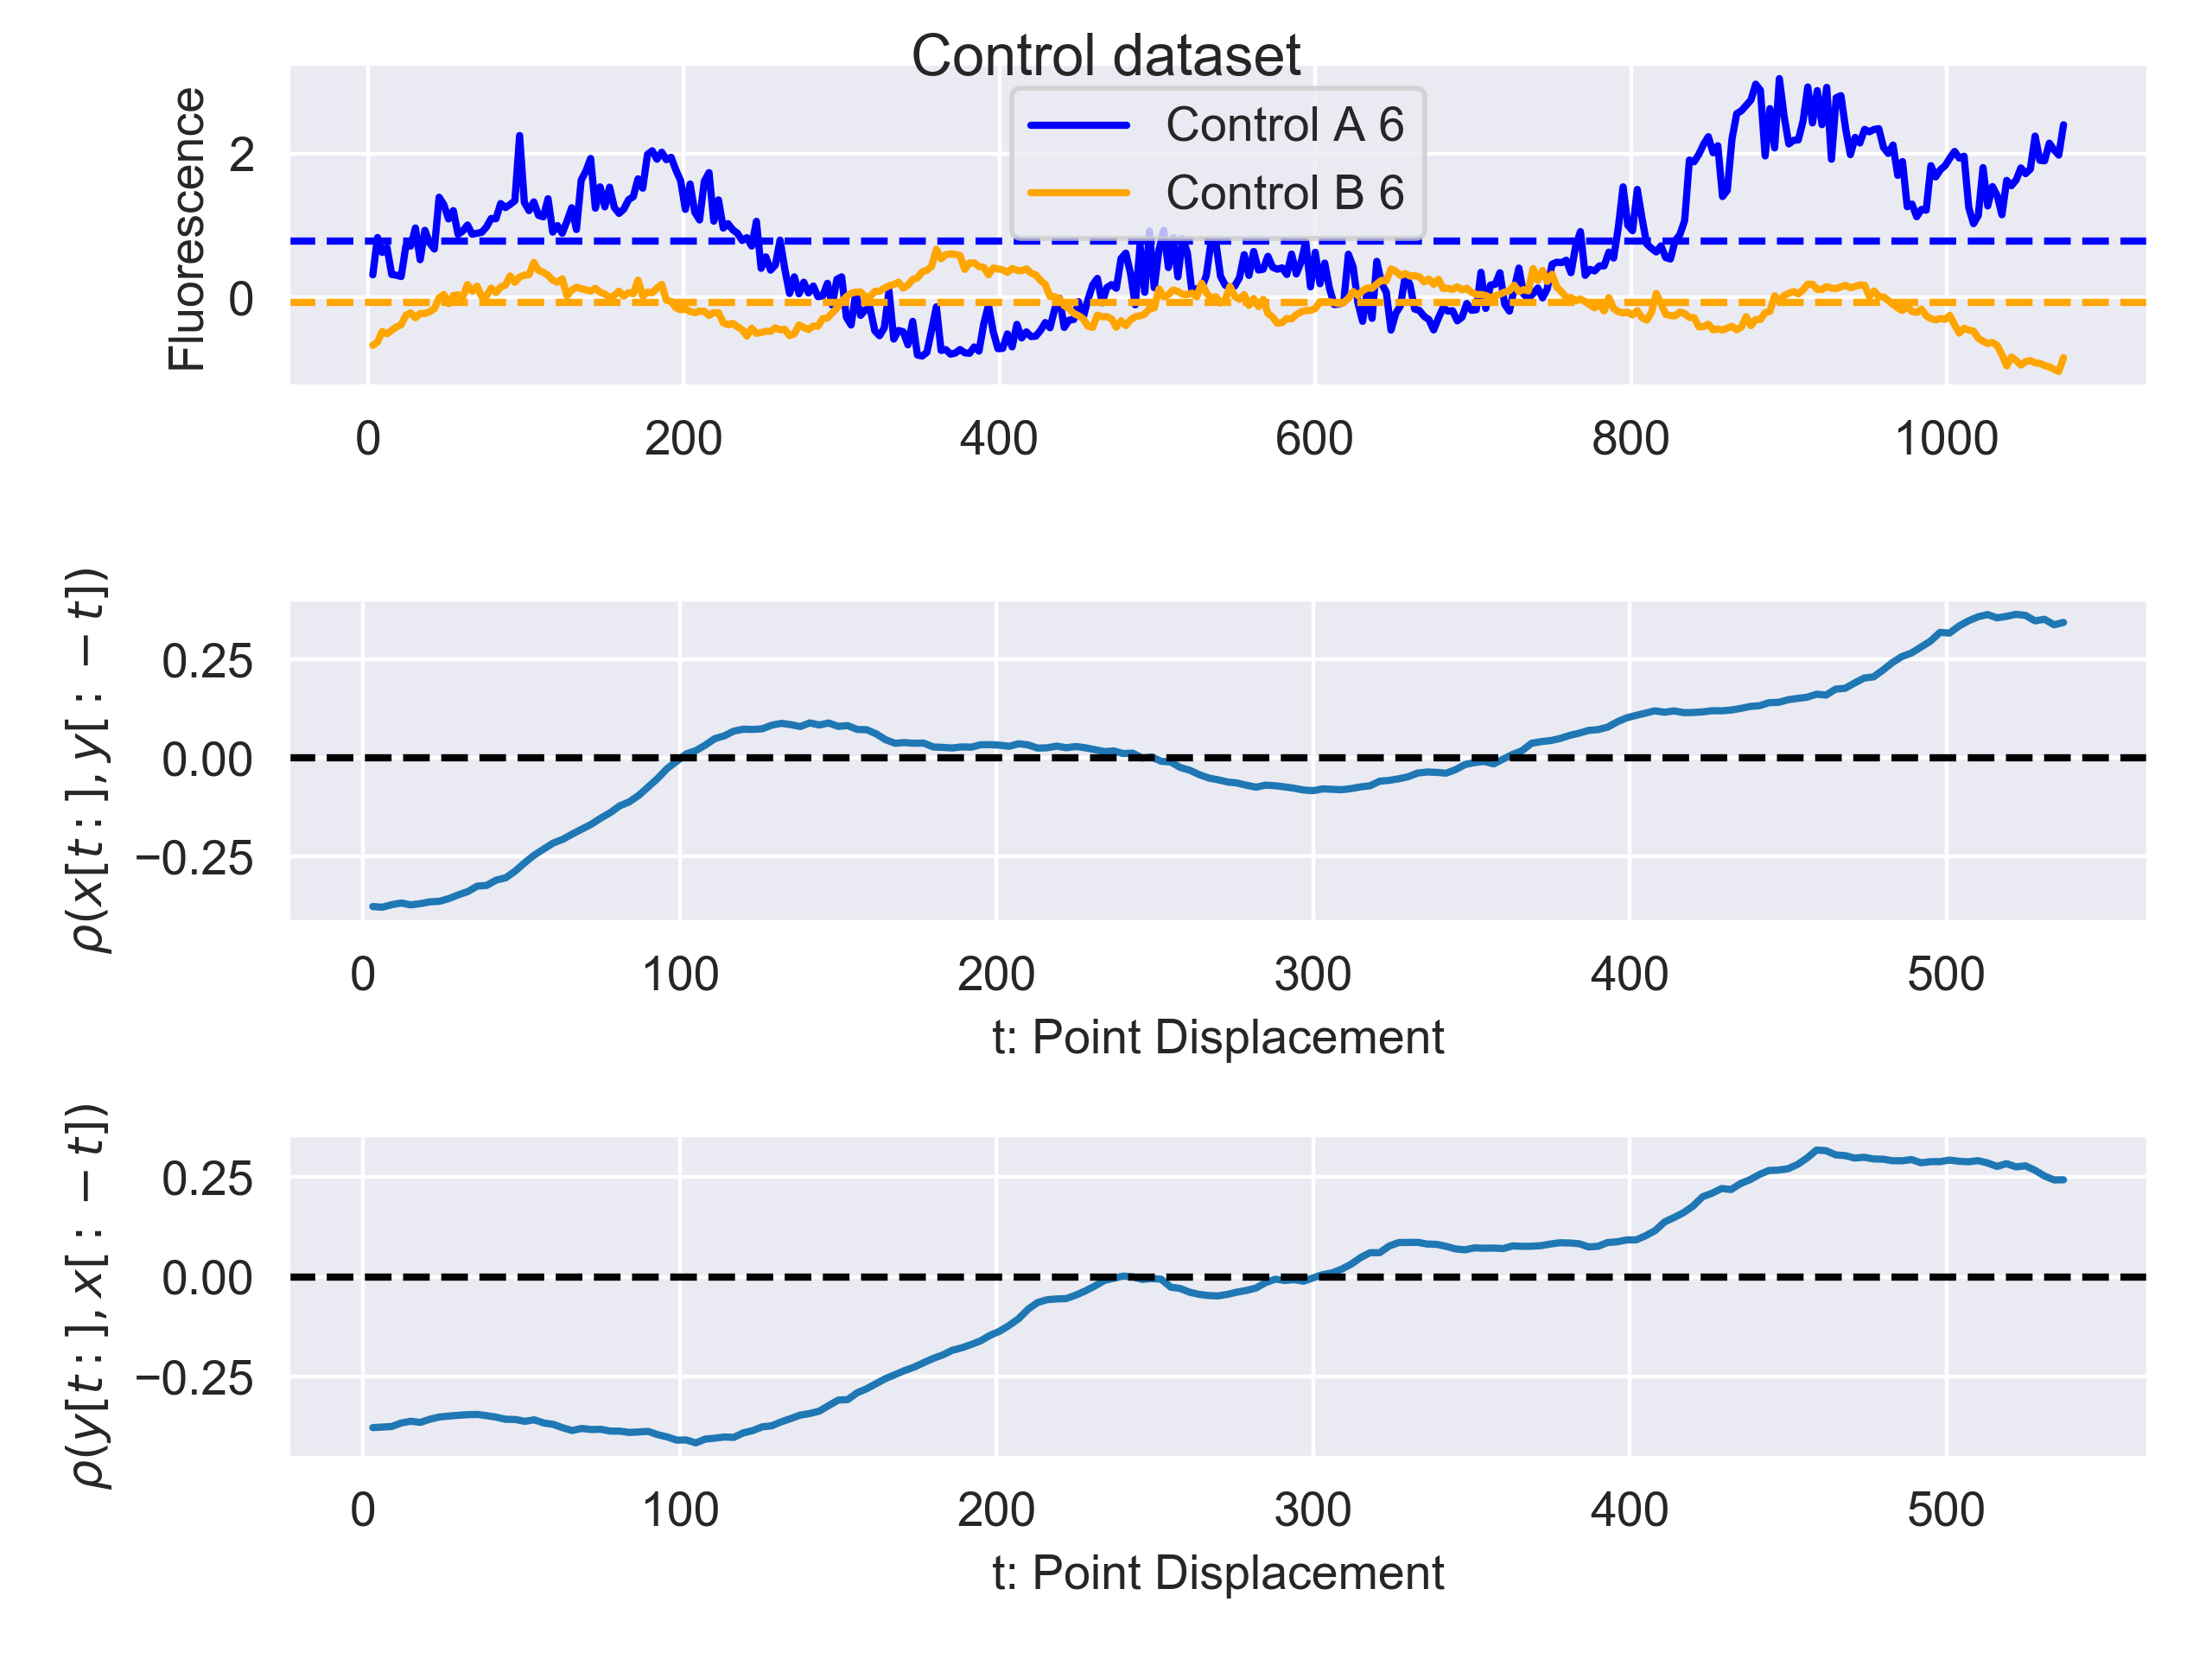 Control dataset
Control A 6
Control B 6
Fluorescence
2
0
0 200 400 600 800 1000
ρ(x[t:], y[: − t])
0.25
0.00
−0.25
0 100 200 300 400 500
t: Point Displacement
ρ(y[t:], x[: − t])
0.25
0.00
−0.25
0 100 200 300 400 500
t: Point Displacement